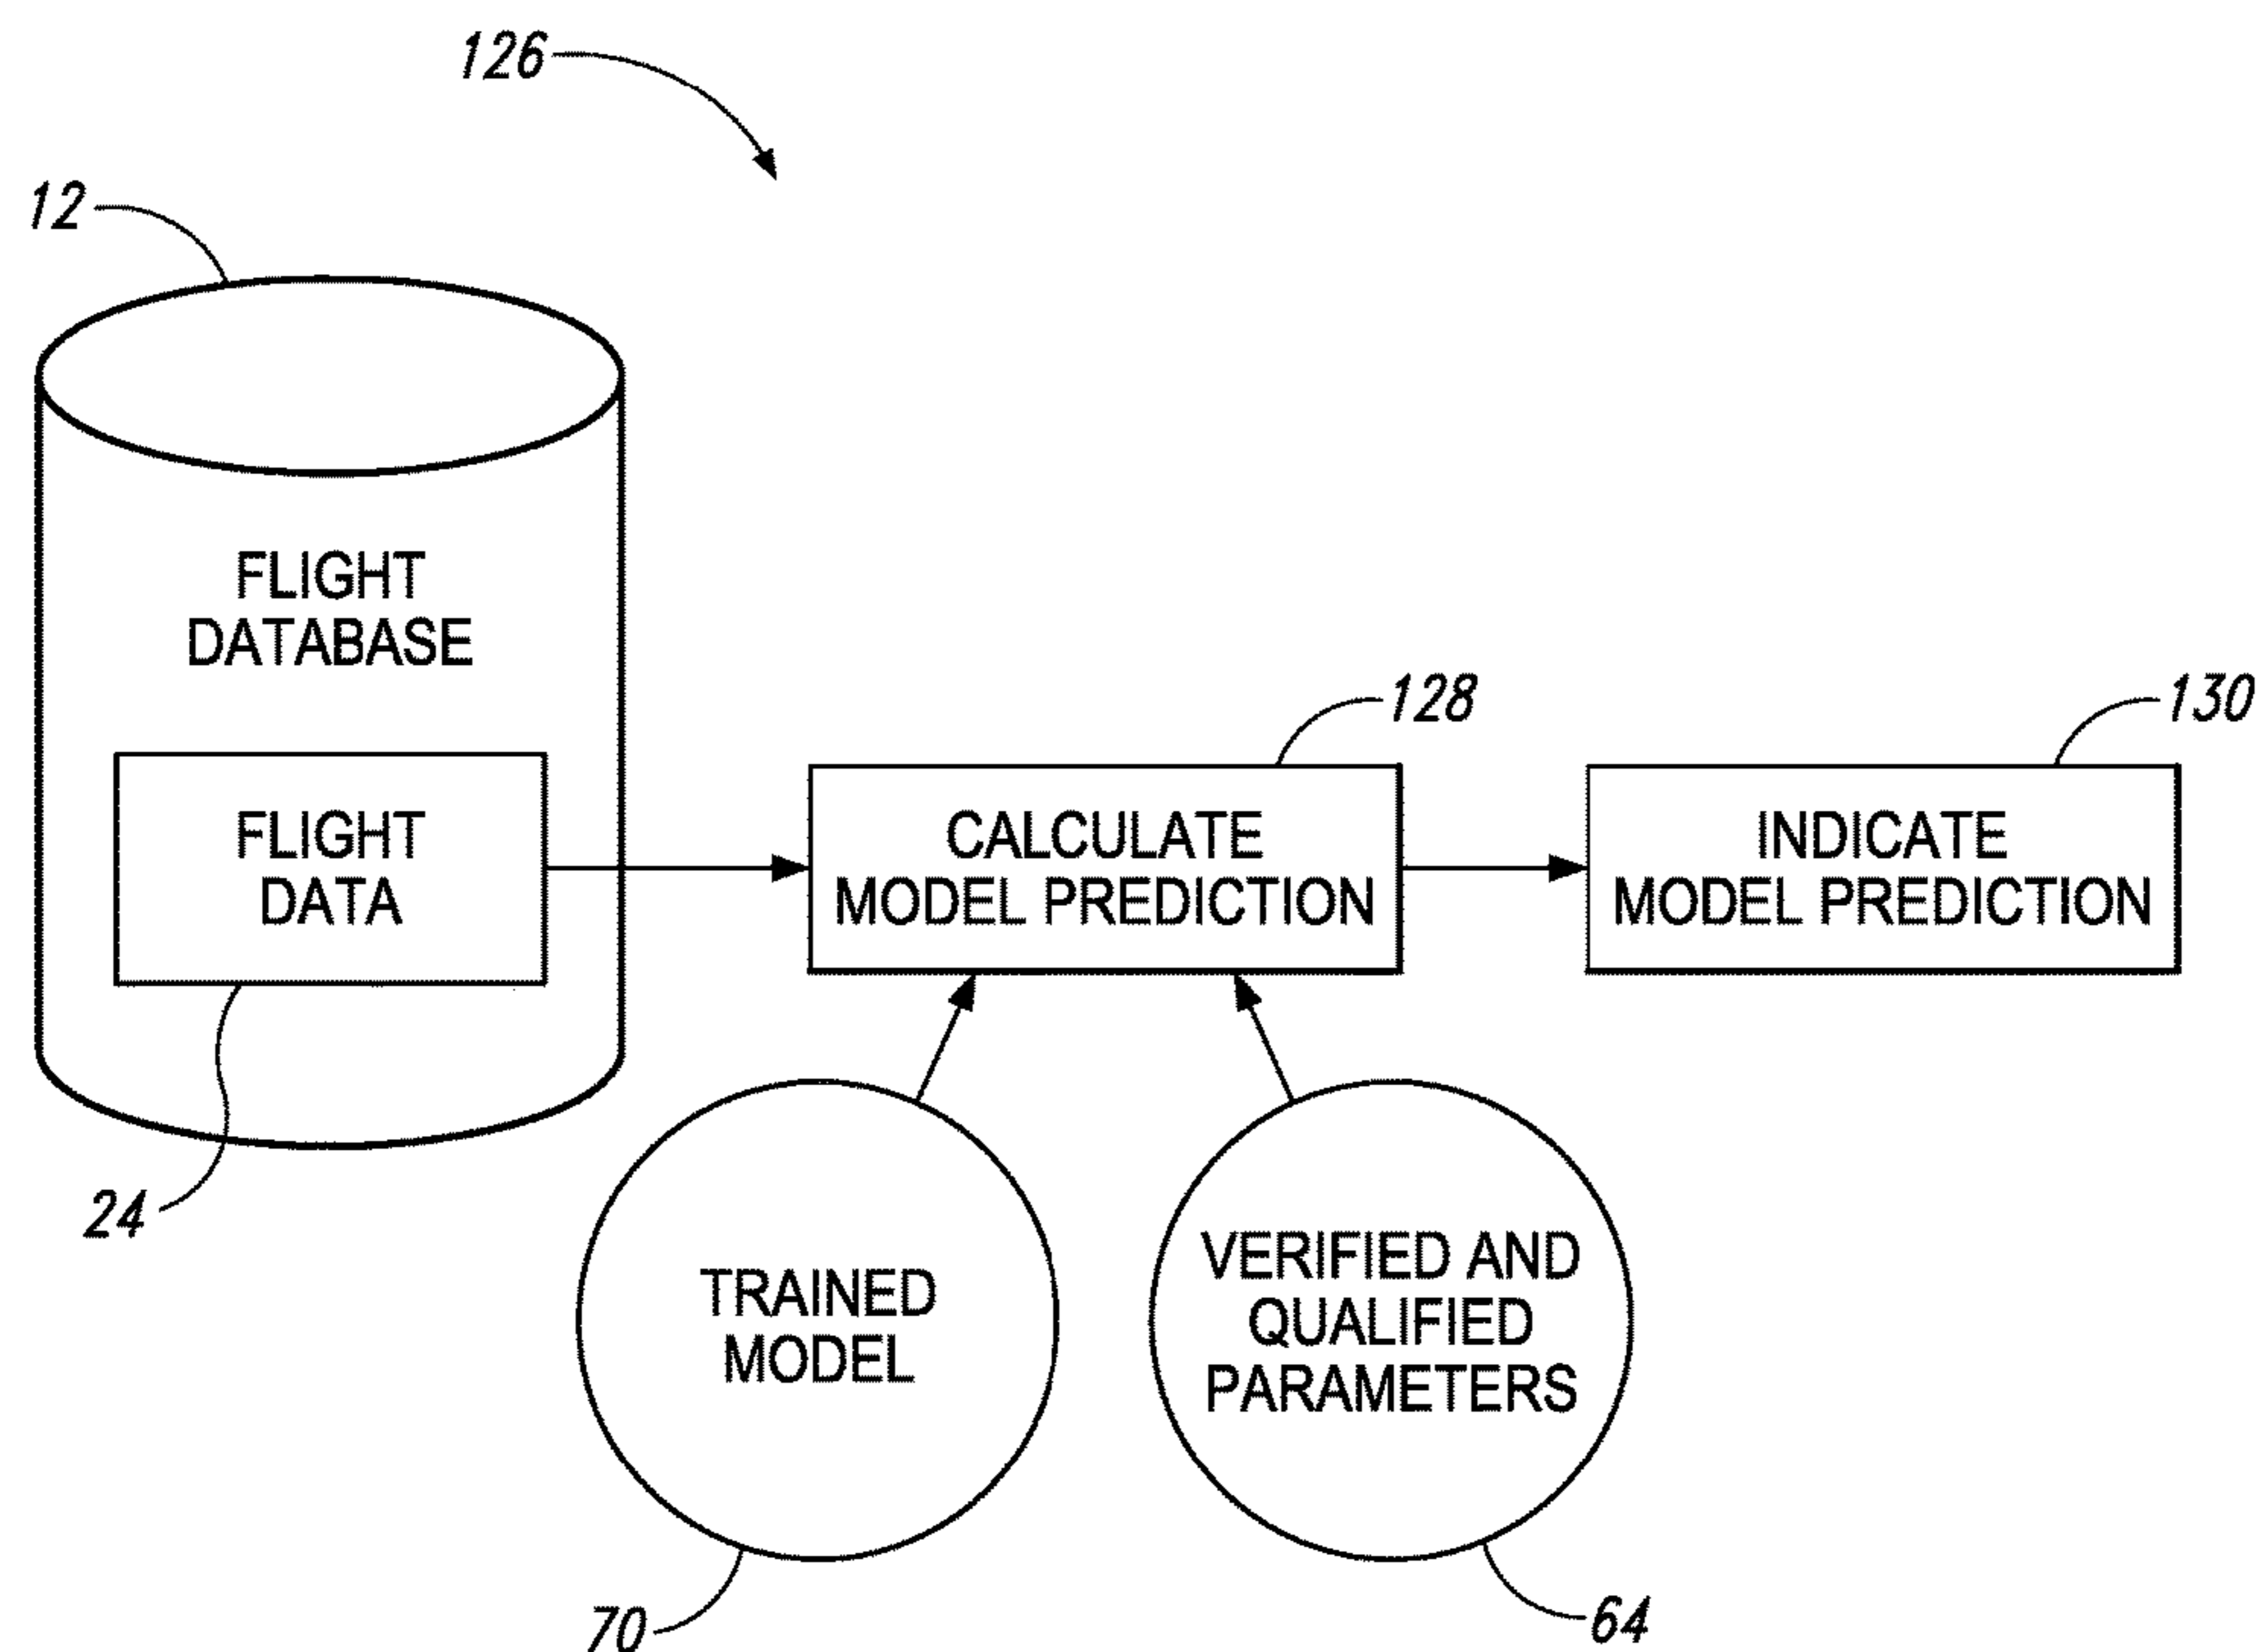 126
12
FLIGHT
DATABASE
128
130
FLIGHT
DATA
CALCULATE
MODEL PREDICTION
INDICATE
MODEL PREDICTION
24
TRAINED
MODEL
VERIFIED AND
QUALIFIED
PARAMETERS
70
64